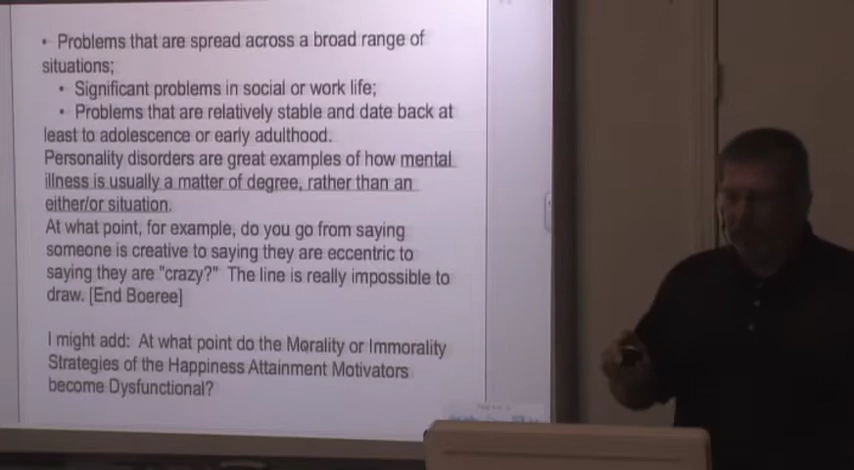 • Problems that are spread across a broad range of
situations;
• Significant problems in social or work life;
• Problems that are relatively stable and date back at
least to adolescence or early adulthood.
Personality disorders are great examples of how mental
illness is usually a matter of degree, rather than an
either/or situation.
At what point, for example, do you go from saying
someone is creative to saying they are eccentric to
saying they are "crazy?" The line is really impossible to
draw. [End Boeree]
I might add: At what point do the Morality or Immorality
Strategies of the Happiness Attainment Motivators
become Dysfunctional?